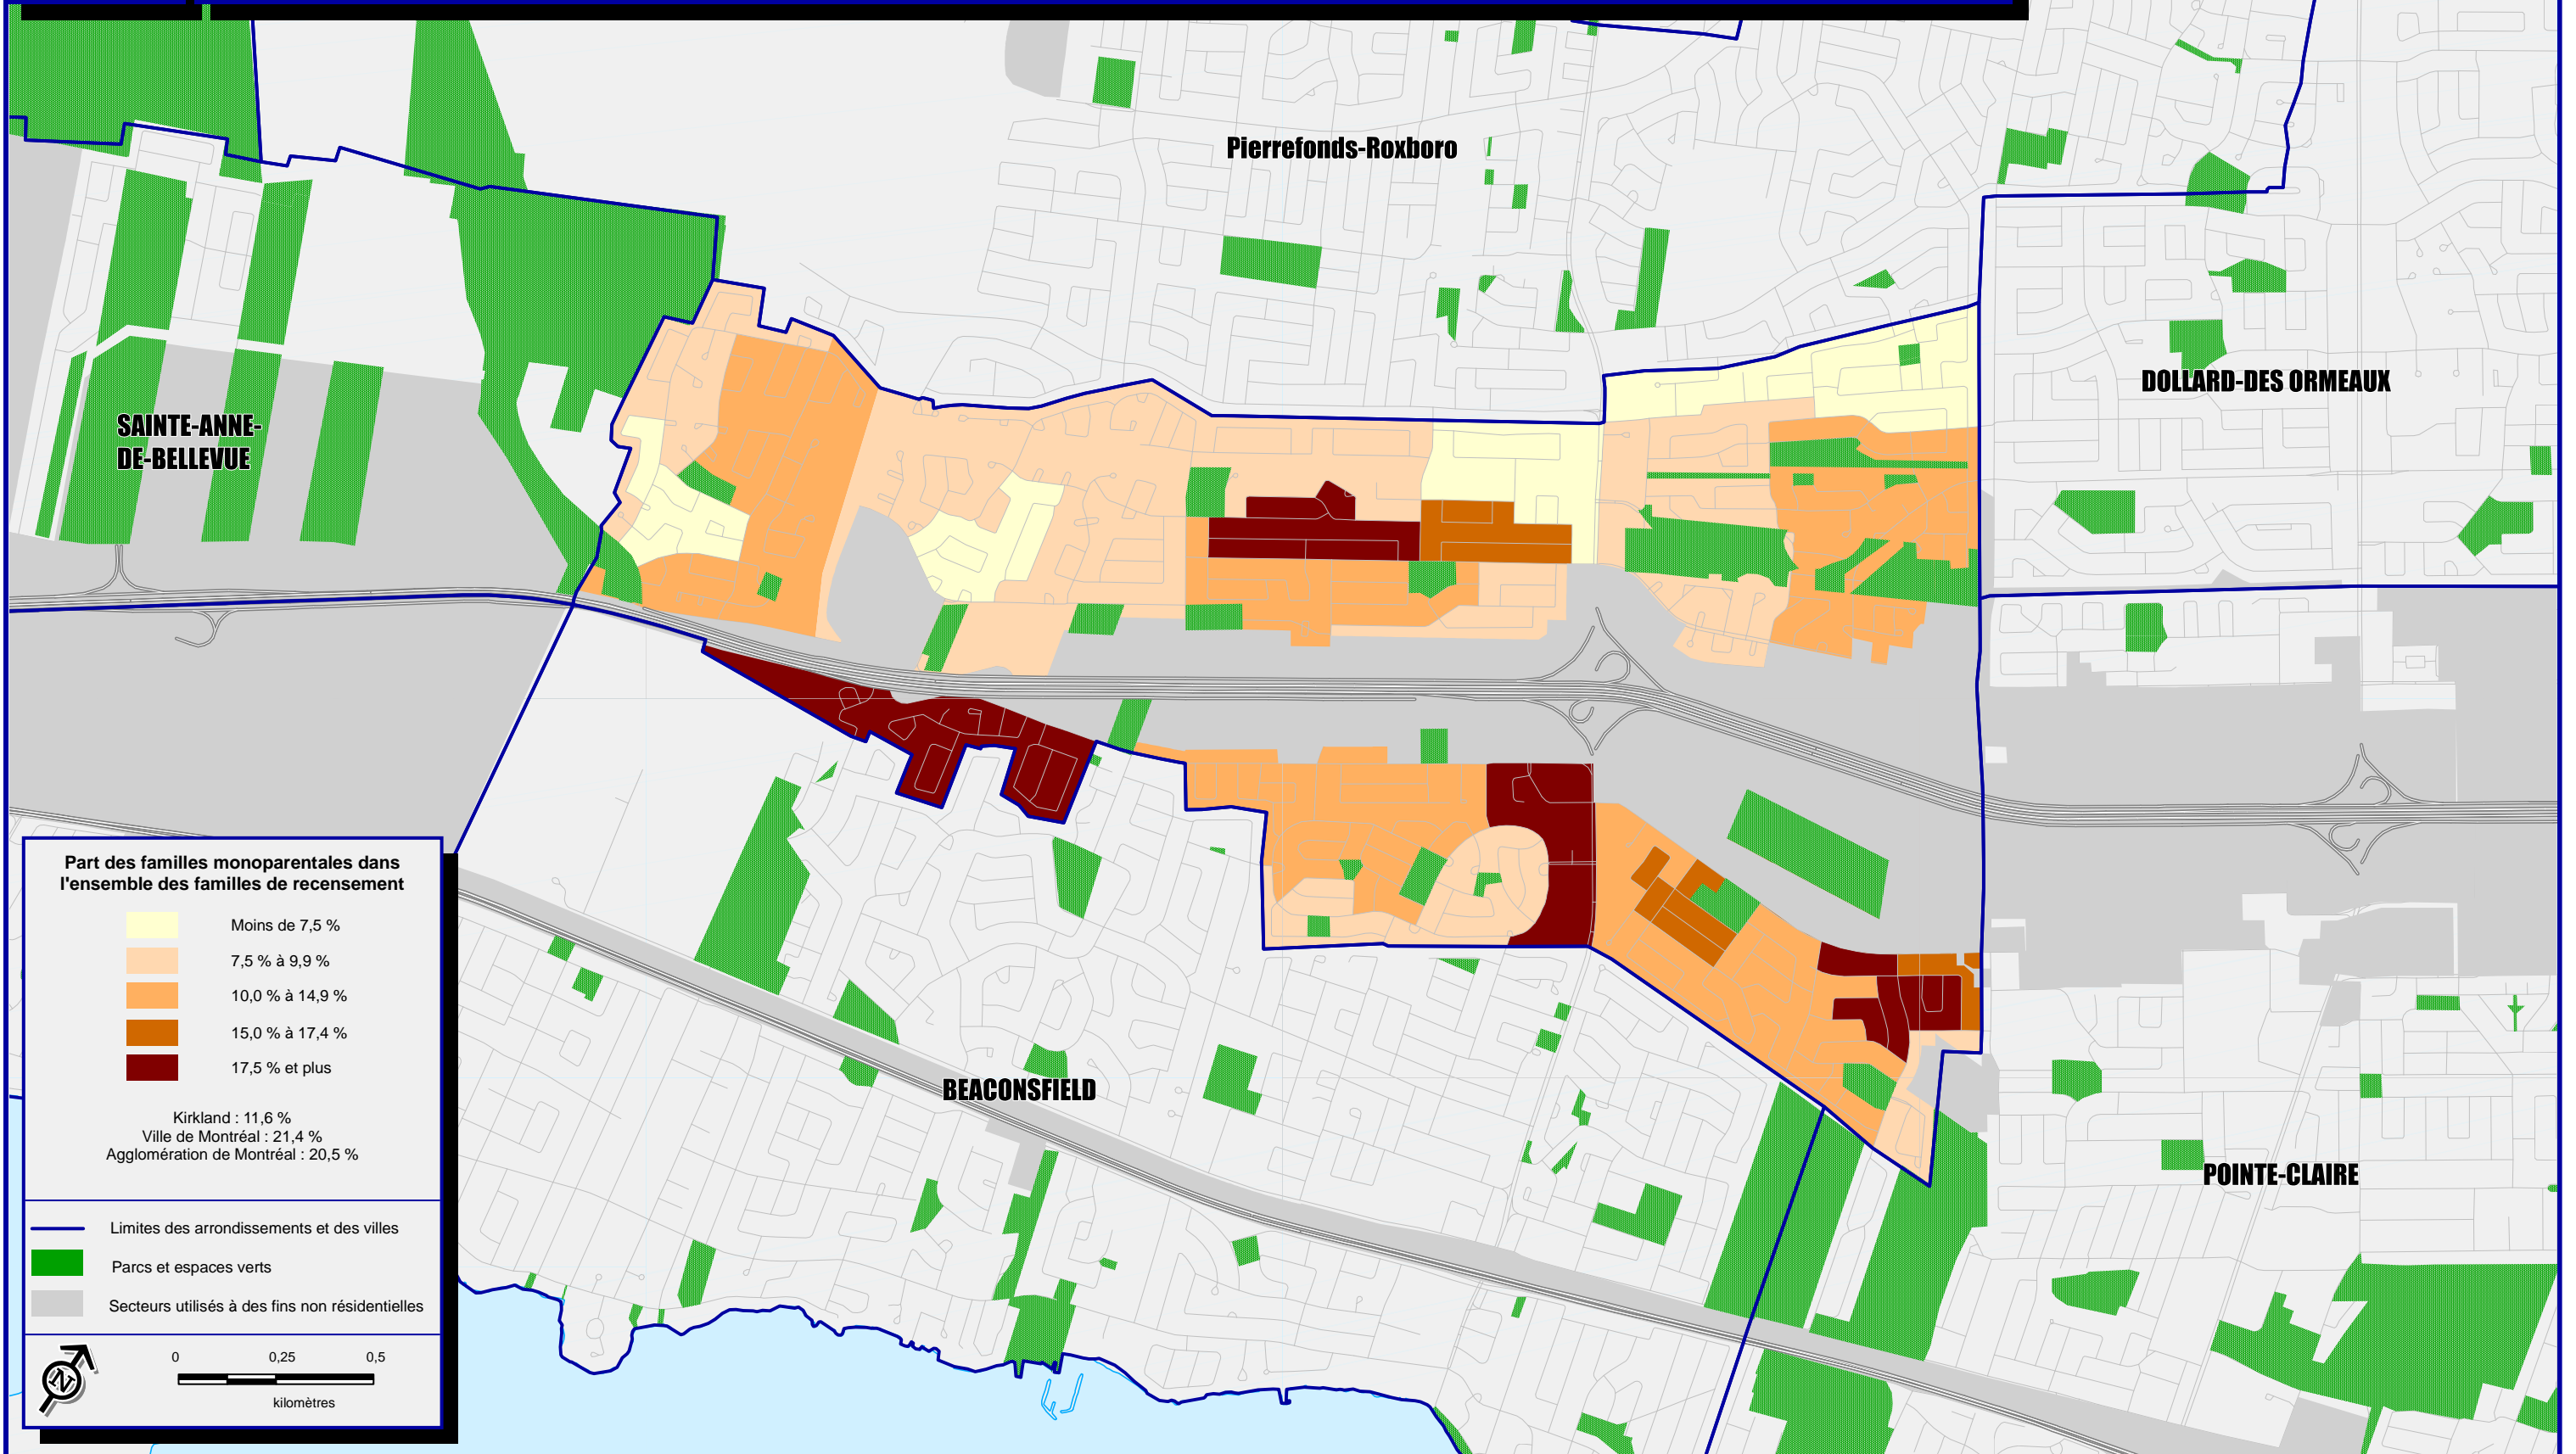 Pierrefonds-Roxboro
DOLLARD-DES ORMEAUX
SAINTE-ANNE-
DE-BELLEVUE
BEACONSFIELD
POINTE-CLAIRE
Part des familles monoparentales dans
l'ensemble des familles de recensement
Moins de 7,5 %
7,5 % à 9,9 %
10,0 % à 14,9 %
15,0 % à 17,4 %
17,5 % et plus
Kirkland : 11,6 %
Ville de Montréal : 21,4 %
Agglomération de Montréal : 20,5 %
Limites des arrondissements et des villes
Parcs et espaces verts
Secteurs utilisés à des fins non résidentielles
N
0 0,25 0,5
kilomètres